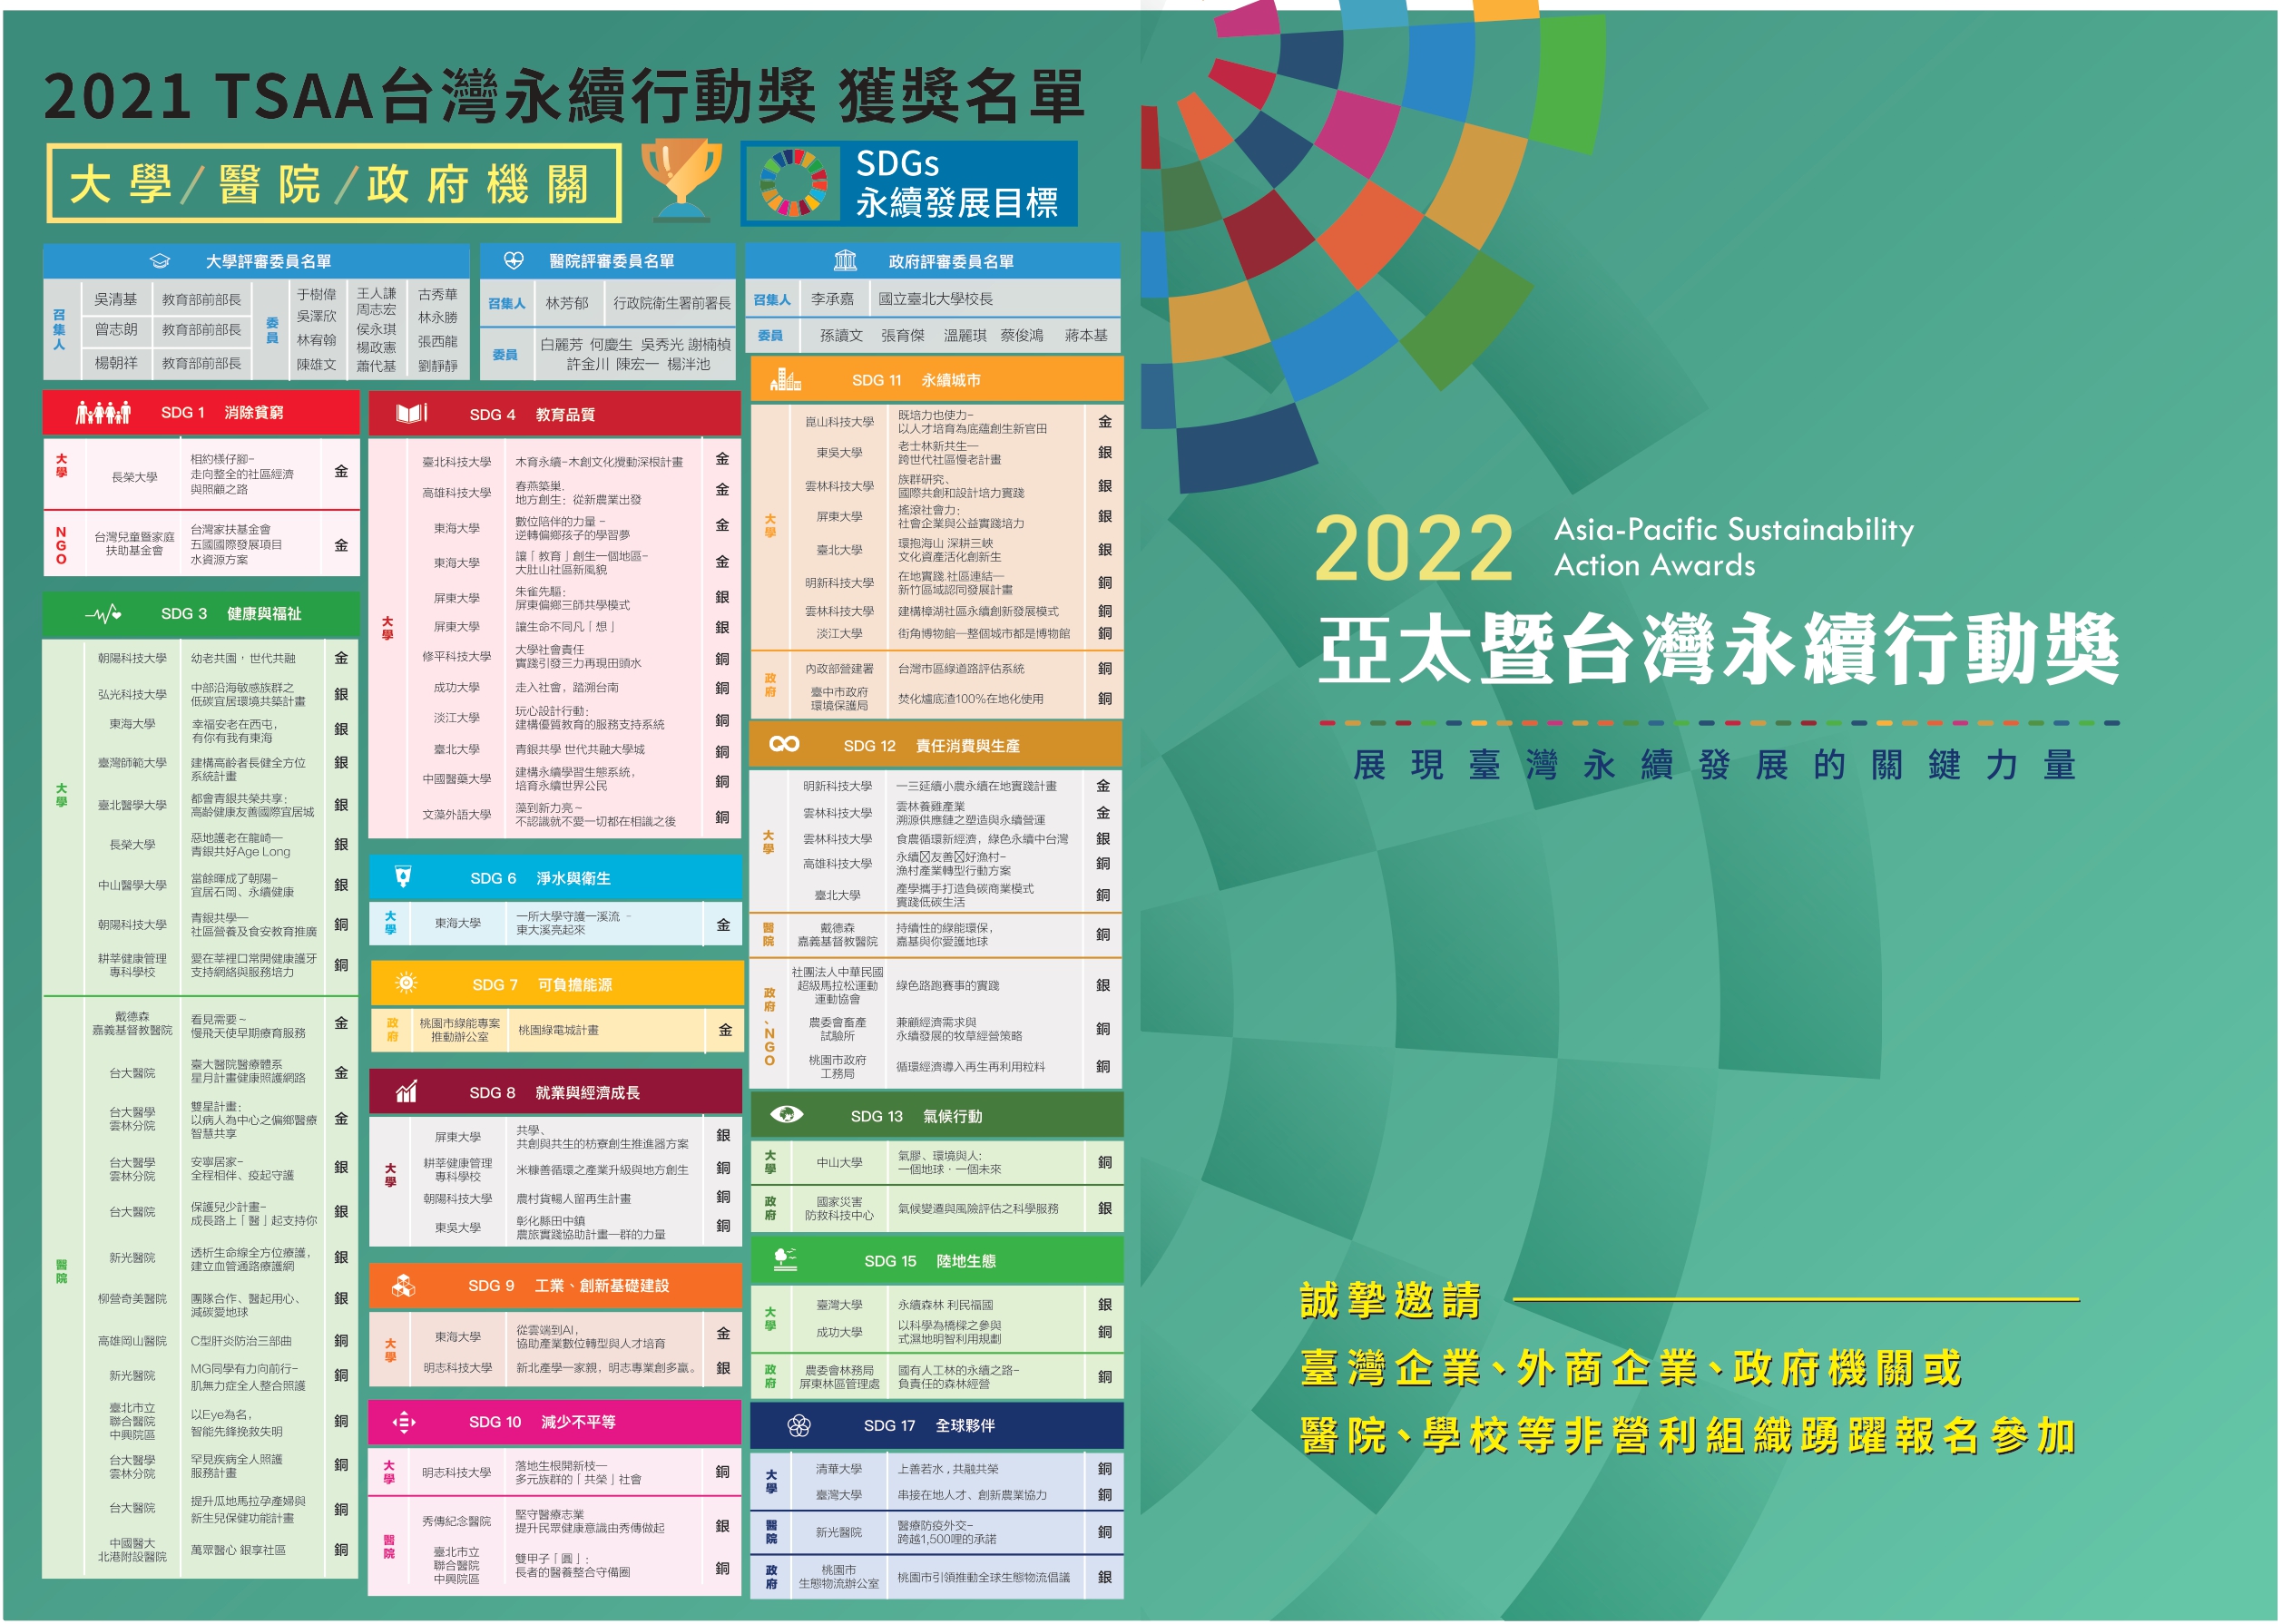 2021 TSAA台灣永續行動獎 獲獎名單
大學/醫院/政府機關
SDGs
永續發展目標
大學評審委員名單
召集人
吳清基 教育部前部長
曾志朗 教育部前部長
楊朝祥 教育部前部長
委員
于樹偉 王人謙 古秀華
吳澤欣 周志宏 林永勝
林宥翰 侯永琪 張西龍
陳雄文 楊政憲 劉靜靜
蕭代基
醫院評審委員名單
召集人 林芳郁 行政院衛生署前署長
委員 白麗芳 何慶生 吳秀光 謝楠楨
許金川 陳宏一 楊泮池
政府評審委員名單
召集人 李承嘉 國立臺北大學校長
委員 孫讀文 張育傑 溫麗琪 蔡俊鴻 蔣本基
SDG 1 消除貧窮
大學
長榮大學 相約樣仔腳-
走向整全的社區經濟
與照顧之路 金
NGO
台灣兒童暨家庭
扶助基金會
台灣家扶基金會
五國國際發展項目
水資源方案 金
SDG 3 健康與福祉
大學
朝陽科技大學 幼老共園，世代共融 金
弘光科技大學 中部沿海敏感族群之
低碳宜居環境共築計畫 銀
東海大學 幸福安老在西屯，
有你有我有東海 銀
臺灣師範大學 建構高齡者長健全方位
系統計畫 銀
臺北醫學大學 都會青銀共榮共享：
高齡健康友善國際宜居城 銀
長榮大學 惡地護老在龍崎—
青銀共好Age Long 銀
中山醫學大學 當餘暉成了朝陽-
宜居石岡、永續健康 銀
朝陽科技大學 青銀共學—
社區營養及食安教育推廣 銅
耕莘健康管理
專科學校
愛在莘裡口常開健康護牙
支持網絡與服務培力 銅
醫院
戴德森
嘉義基督教醫院
看見需要~
慢飛天使早期療育服務 金
台大醫院 臺大醫院醫療體系
星月計畫健康照護網路 金
台大醫學
雲林分院
雙星計畫：
以病人為中心之偏鄉醫療
智慧共享 金
台大醫學
雲林分院
安寧居家-
全程相伴、疫起守護 銀
台大醫院 保護兒少計畫-
成長路上「醫」起支持你 銀
新光醫院 透析生命線全方位療護，
建立血管通路療護網 銀
柳營奇美醫院 團隊合作、醫起用心、
減碳愛地球 銀
高雄岡山醫院 C型肝炎防治三部曲 銅
新光醫院 MG同學有力向前行-
肌無力症全人整合照護 銅
臺北市立
聯合醫院
中興院區
以Eye為名，
智能先鋒挽救失明 銅
台大醫學
雲林分院
罕見疾病全人照護
服務計畫 銅
台大醫院 提升瓜地馬拉孕產婦與
新生兒保健功能計畫 銅
中國醫大
北港附設醫院
萬眾醫心 銀享社區 銅
SDG 4 教育品質
大學
臺北科技大學 木育永續-木創文化攪動深根計畫 金
高雄科技大學 春燕築巢.
地方創生：從新農業出發 金
東海大學 數位陪伴的力量 -
逆轉偏鄉孩子的學習夢 金
東海大學 讓「教育」創生一個地區-
大肚山社區新風貌 金
屏東大學 朱雀先驅：
屏東偏鄉三師共學模式 銀
屏東大學 讓生命不同凡「想」 銀
修平科技大學 大學社會責任
實踐引發三力再現田頭水 銅
成功大學 走入社會，踏溯台南 銅
淡江大學 玩心設計行動：
建構優質教育的服務支持系統 銅
臺北大學 青銀共學 世代共融大學城 銅
中國醫藥大學 建構永續學習生態系統，
培育永續世界公民 銅
文藻外語大學 藻到新力亮~
不認識就不愛一切都在相識之後 銅
SDG 6 淨水與衛生
大學
東海大學 一所大學守護一溪流 -
東大溪亮起來 金
SDG 7 可負擔能源
政府
桃園市綠能專案
推動辦公室
桃園綠電城計畫 金
SDG 8 就業與經濟成長
大學
屏東大學 共學、
共創與共生的枋寮創生推進器方案 銀
耕莘健康管理
專科學校
米糠善循環之產業升級與地方創生 銅
朝陽科技大學 農村貨暢人留再生計畫 銅
東吳大學 彰化縣田中鎮
農旅實踐協助計畫一群的力量 銅
SDG 9 工業、創新基礎建設
大學
東海大學 從雲端到AI，
協助產業數位轉型與人才培育 金
明志科技大學 新北產學一家親，明志專業創多贏。 銀
SDG 10 減少不平等
大學
明志科技大學 落地生根開新枝—
多元族群的「共榮」社會 銅
醫院
秀傳紀念醫院 堅守醫療志業
提升民眾健康意識由秀傳做起 銀
臺北市立
聯合醫院
中興院區
雙甲子「圓」：
長者的醫養整合守備圈 銅
SDG 11 永續城市
大學
崑山科技大學 既培力也使力-
以人才培育為底蘊創生新官田 金
東吳大學 老士林新共生—
跨世代社區慢老計畫 銀
雲林科技大學 族群研究、
國際共創和設計培力實踐 銀
屏東大學 搖滾社會力：
社會企業與公益實踐培力 銀
臺北大學 環抱海山 深耕三峽
文化資產活化創新生 銀
明新科技大學 在地實踐.社區連結—
新竹區域認同發展計畫 銅
雲林科技大學 建構樟湖社區永續創新發展模式 銅
淡江大學 街角博物館—整個城市都是博物館 銅
政府
內政部營建署 台灣市區綠道路評估系統 銅
臺中市政府
環境保護局
焚化爐底渣100%在地化使用 銅
SDG 12 責任消費與生產
大學
明新科技大學 一三延續小農永續在地實踐計畫 金
雲林科技大學 雲林養雞產業
溯源供應鏈之塑造與永續營運 金
雲林科技大學 食農循環新經濟，綠色永續中台灣 銀
高雄科技大學 永續☒友善☒好漁村-
漁村產業轉型行動方案 銅
臺北大學 產學攜手打造負碳商業模式
實踐低碳生活 銅
醫院
戴德森
嘉義基督教醫院
持續性的綠能環保，
嘉基與你愛護地球 銅
政府、NGO
社團法人中華民國
超級馬拉松運動
運動協會
綠色路跑賽事的實踐 銀
農委會畜產
試驗所
兼顧經濟需求與
永續發展的牧草經營策略 銅
桃園市政府
工務局
循環經濟導入再生再利用粒料 銅
SDG 13 氣候行動
大學
中山大學 氣膠、環境與人：
一個地球．一個未來 銅
政府
國家災害
防救科技中心
氣候變遷與風險評估之科學服務 銀
SDG 15 陸地生態
大學
臺灣大學 永續森林 利民福國 銀
成功大學 以科學為橋樑之參與
式濕地明智利用規劃 銅
政府
農委會林務局
屏東林區管理處
國有人工林的永續之路-
負責任的森林經營 銅
SDG 17 全球夥伴
大學
清華大學 上善若水，共融共榮 銅
臺灣大學 串接在地人才、創新農業協力 銅
醫院
新光醫院 醫療防疫外交-
跨越1,500哩的承諾 銅
政府
桃園市
生態物流辦公室
桃園市引領推動全球生態物流倡議 銀
2022 Asia-Pacific Sustainability
Action Awards
亞太暨台灣永續行動獎
展現臺灣永續發展的關鍵力量
誠摯邀請
臺灣企業、外商企業、政府機關或
醫院、學校等非營利組織踴躍報名參加